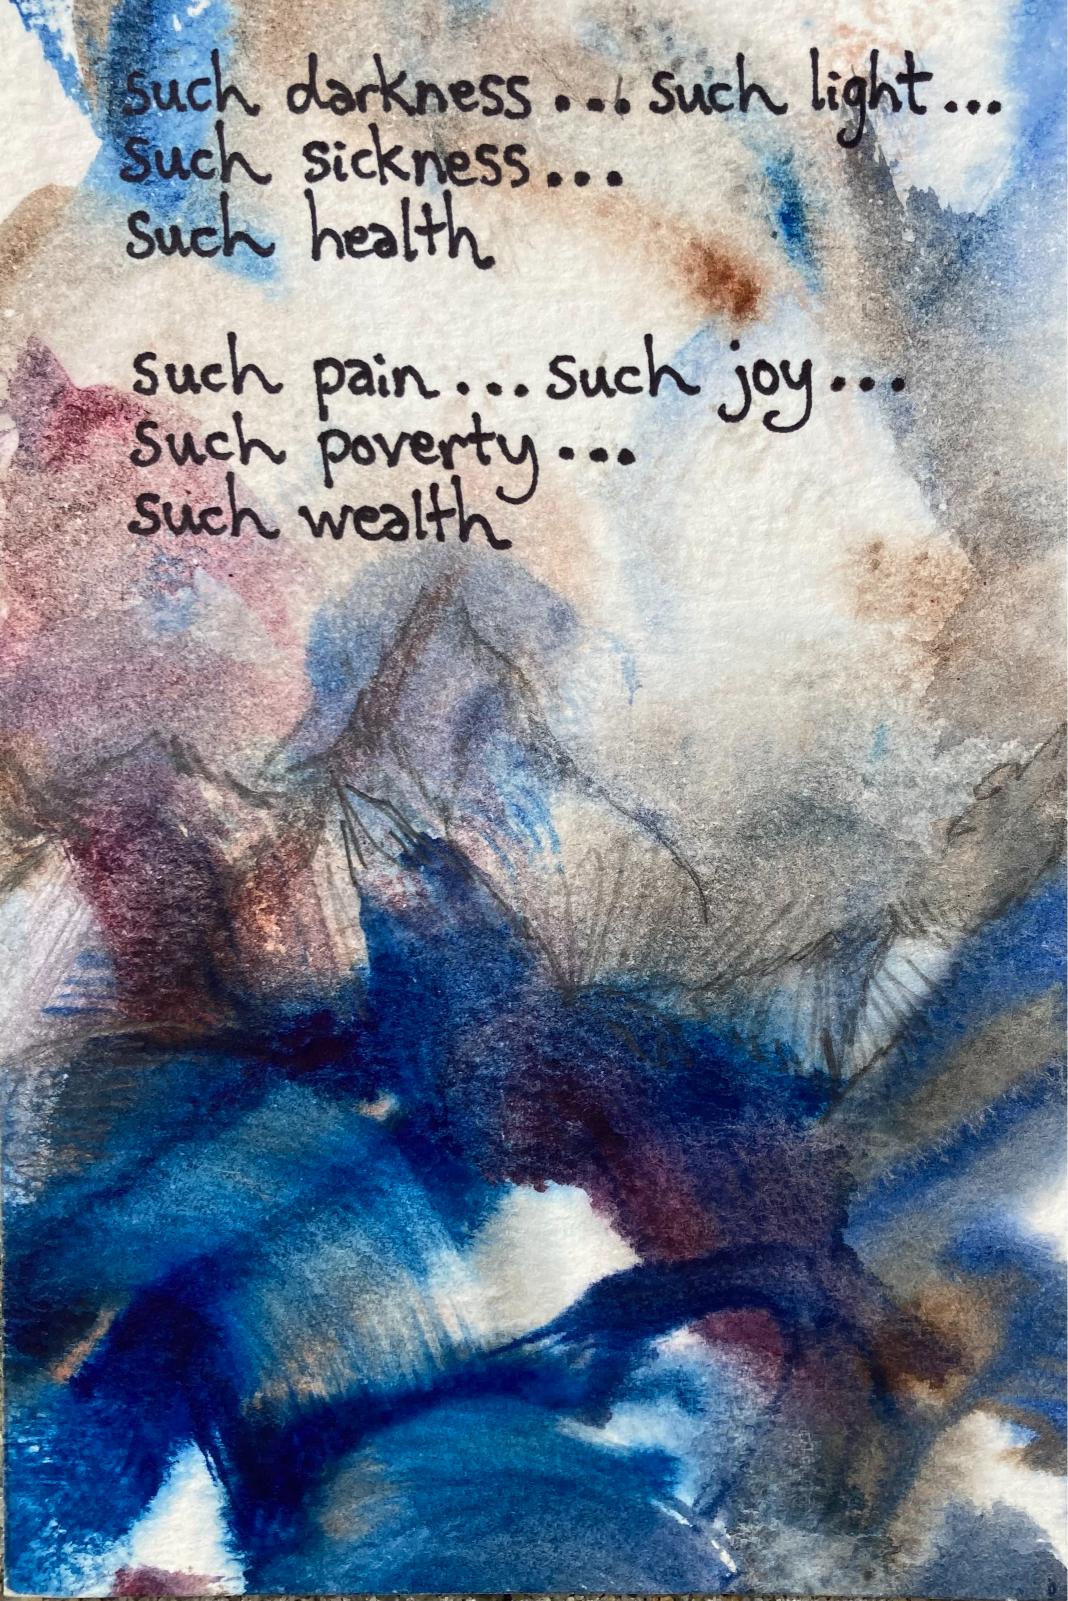 such darkness... such light...
such sickness...
such health
such pain... such joy...
such poverty...
such wealth